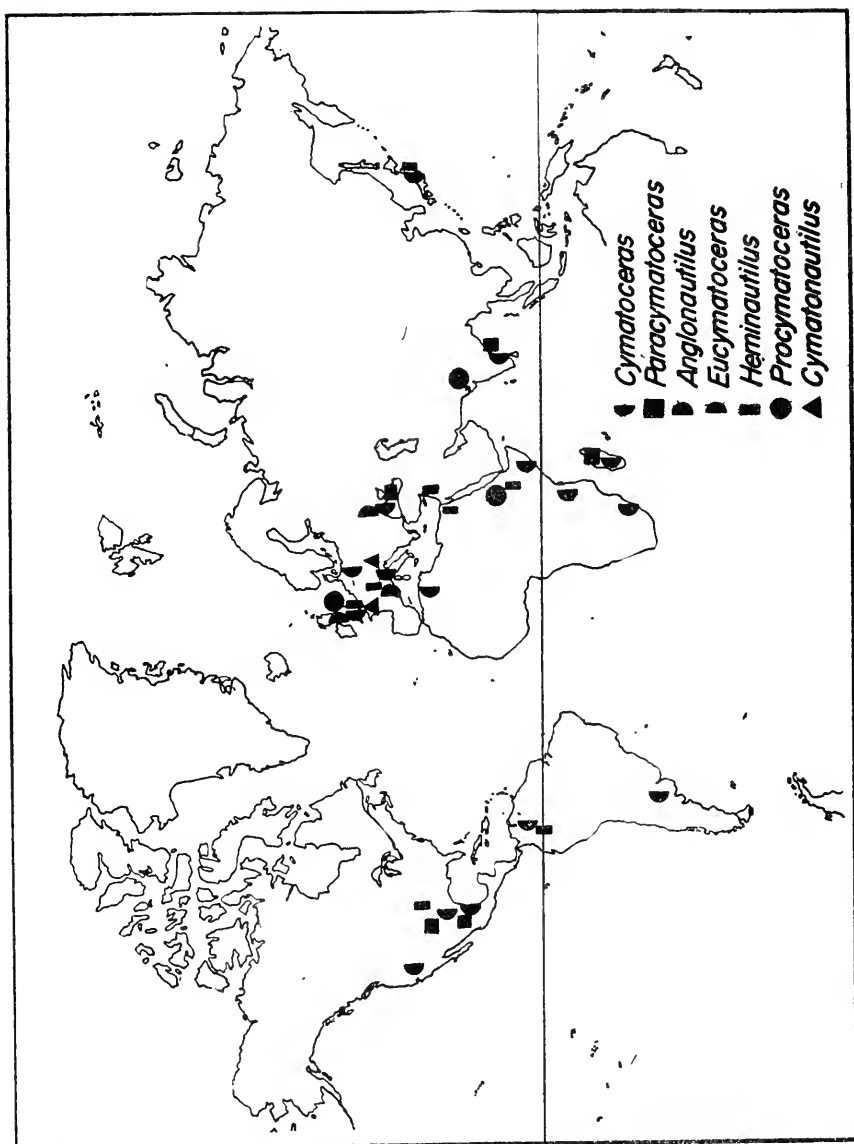 Cymatoceras
Paracymatoceras
Anglonautilus
Eucymatoceras
Heminautilus
Procymatoceras
Cymatonautilus